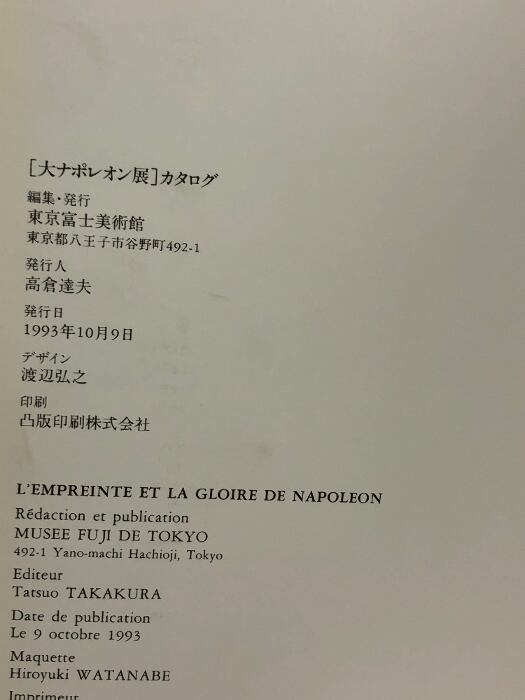 ［大ナポレオン展］カタログ
編集・発行
東京富士美術館
東京都八王子市谷野町492-1
発行人
高倉達夫
発行日
1993年10月9日
デザイン
渡辺弘之
印刷
凸版印刷株式会社
L'EMPREINTE ET LA GLOIRE DE NAPOLEON
Rédaction et publication
MUSEE FUJI DE TOKYO
492-1 Yano-machi Hachioji, Tokyo
Editeur
Tatsuo TAKAKURA
Date de publication
Le 9 octobre 1993
Maquette
Hiroyuki WATANABE
Imprimeur